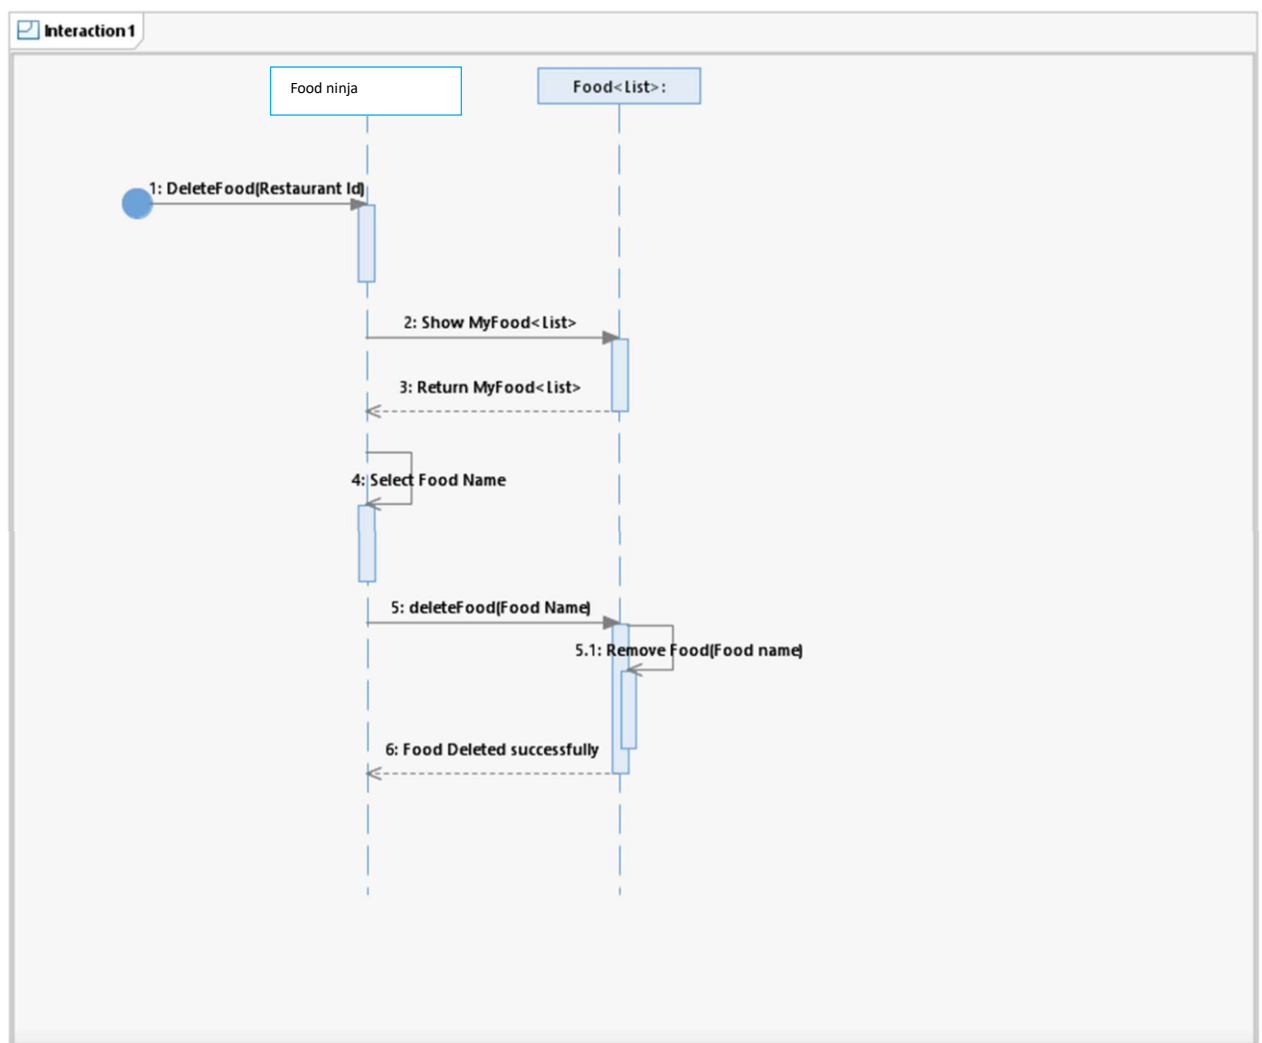 Interaction1
Food ninja
Food<List>:
1: DeleteFood(Restaurant Id)
2: Show MyFood<List>
3: Return MyFood<List>
4: Select Food Name
5: deleteFood(Food Name)
5.1: Remove Food(Food name)
6: Food Deleted successfully